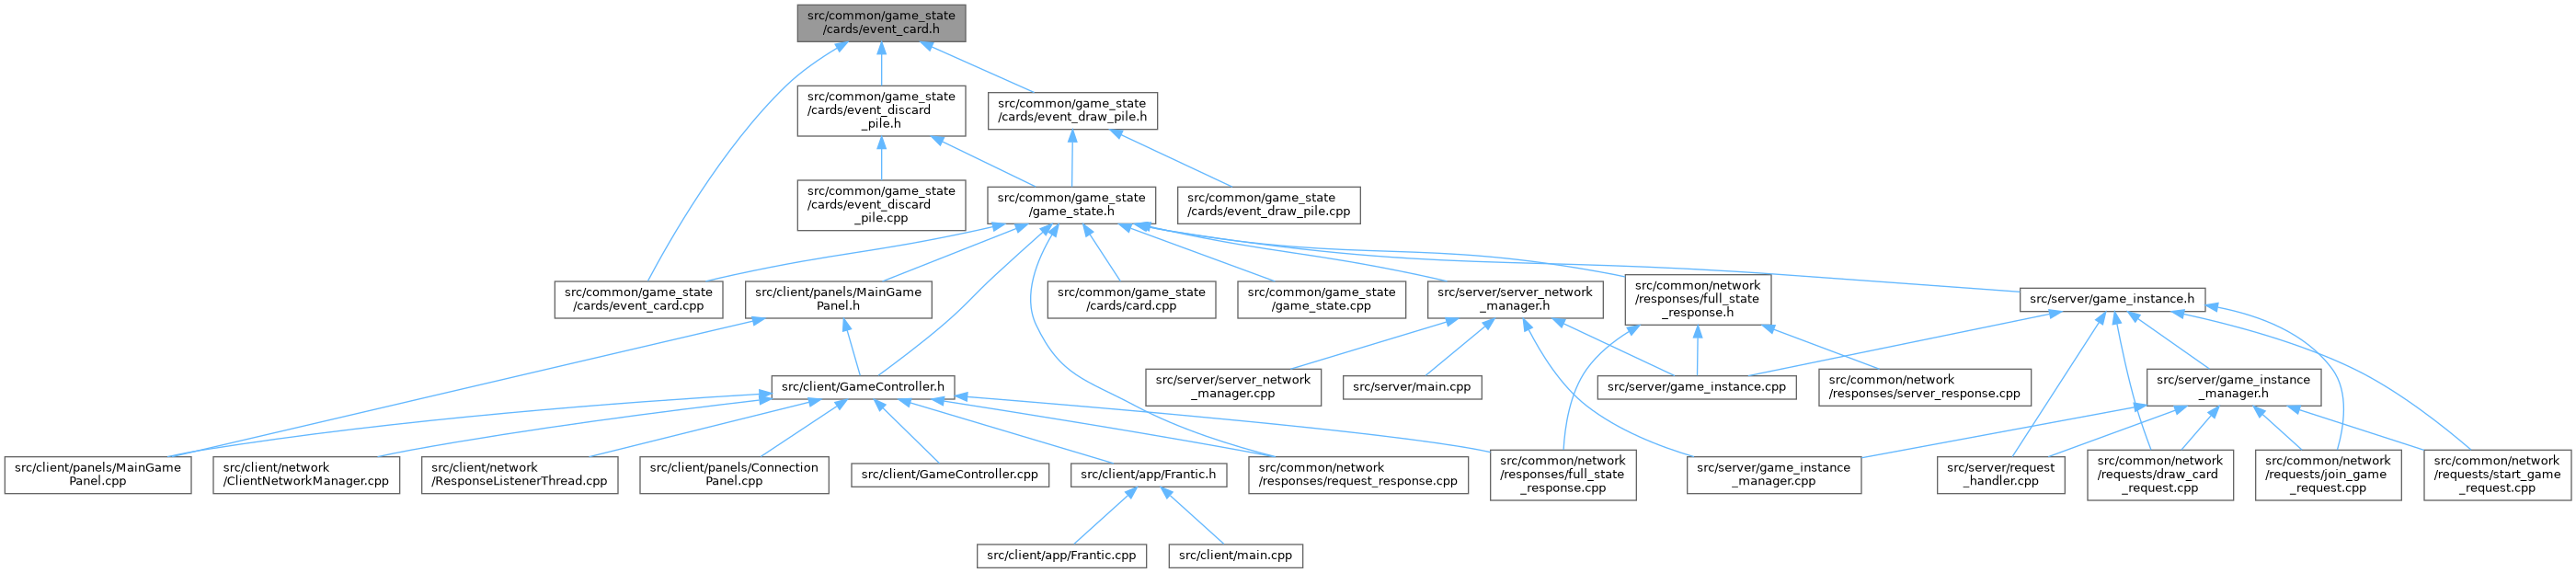 src/common/game_state
/cards/event_card.h
src/common/game_state
/cards/event_discard
_pile.h
src/common/game_state
/cards/event_draw_pile.h
src/common/game_state
/cards/event_discard
_pile.cpp
src/common/game_state
/game_state.h
src/common/game_state
/cards/event_draw_pile.cpp
src/common/game_state
/cards/event_card.cpp
src/client/panels/MainGame
Panel.h
src/common/game_state
/cards/card.cpp
src/common/game_state
/game_state.cpp
src/server/server_network
_manager.h
src/common/network
/responses/full_state
_response.h
src/server/game_instance.h
src/client/GameController.h
src/server/server_network
_manager.cpp
src/server/main.cpp
src/server/game_instance.cpp
src/common/network
/responses/server_response.cpp
src/server/game_instance
_manager.h
src/client/panels/MainGame
Panel.cpp
src/client/network
/ClientNetworkManager.cpp
src/client/network
/ResponseListenerThread.cpp
src/client/panels/Connection
Panel.cpp
src/client/GameController.cpp
src/client/app/Frantic.h
src/common/network
/responses/request_response.cpp
src/common/network
/responses/full_state
_response.cpp
src/server/game_instance
_manager.cpp
src/server/request
_handler.cpp
src/common/network
/requests/draw_card
_request.cpp
src/common/network
/requests/join_game
_request.cpp
src/common/network
/requests/start_game
_request.cpp
src/client/app/Frantic.cpp
src/client/main.cpp